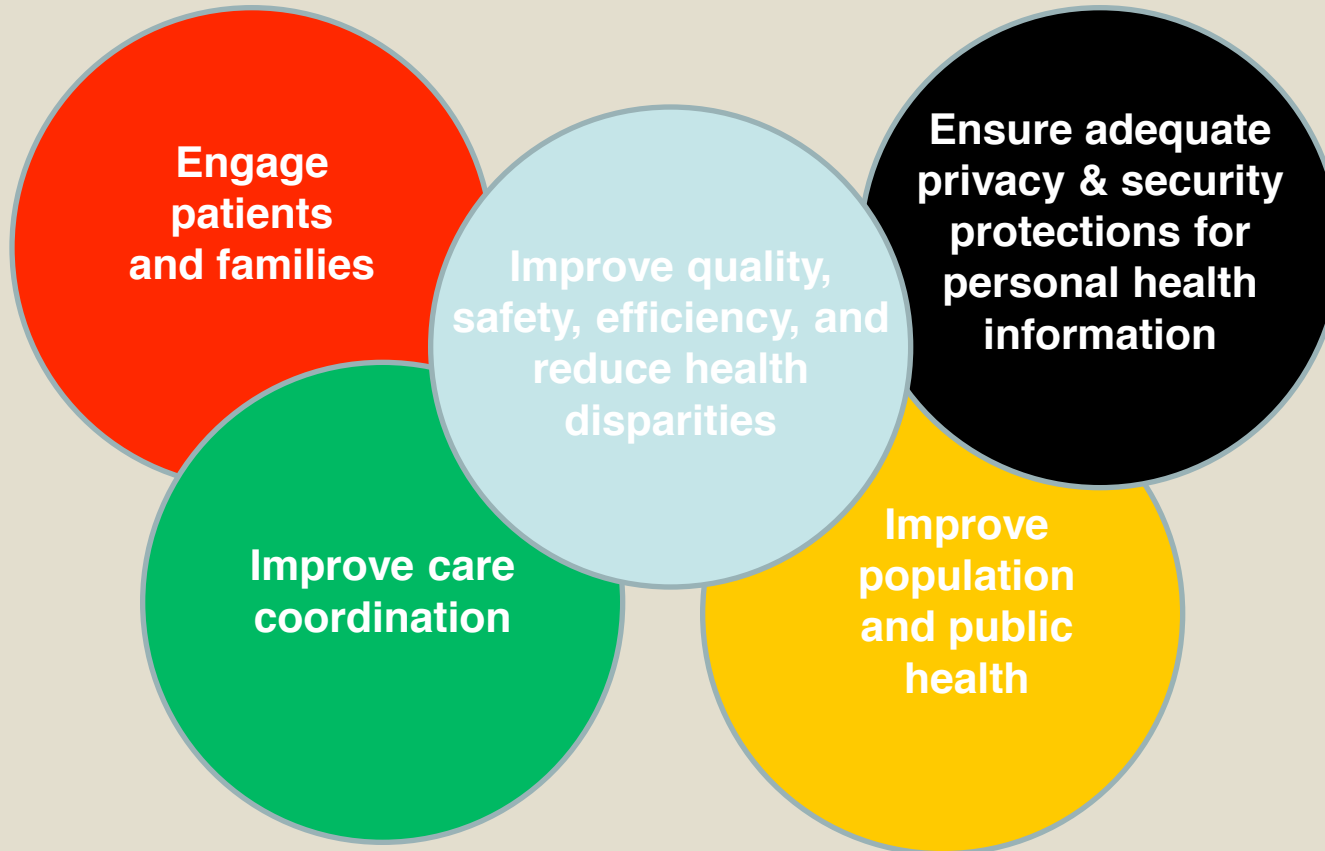 Engage
patients
and families
Improve quality,
safety, efficiency, and
reduce health
disparities
Ensure adequate
privacy & security
protections for
personal health
information
Improve care
coordination
Improve
population
and public
health